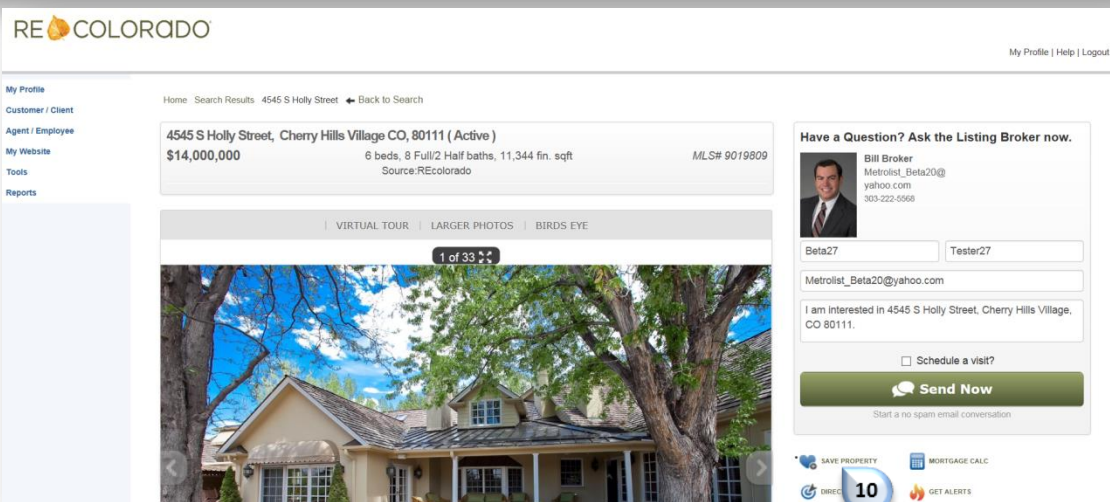 RECOLORADO
My Profile | Help | Logout
My Profile
Customer / Client
Agent / Employee
My Website
Tools
Reports
Home Search Results 4545 S Holly Street Back to Search
4545 S Holly Street, Cherry Hills Village CO, 80111 ( Active )
$14,000,000
6 beds, 8 Full/2 Half baths, 11,344 fin. sqft
MLS# 9019809
Source:REcolorado
| VIRTUAL TOUR | LARGER PHOTOS | BIRDS EYE
1 of 33
Have a Question? Ask the Listing Broker now.
Bill Broker
Metrolist_Beta20@
yahoo.com
303-222-5568
Beta27
Tester27
Metrolist_Beta20@yahoo.com
I am interested in 4545 S Holly Street, Cherry Hills Village,
CO 80111.
Schedule a visit?
Send Now
Start a no spam email conversation
SAVE PROPERTY
MORTGAGE CALC
10
GET ALERTS